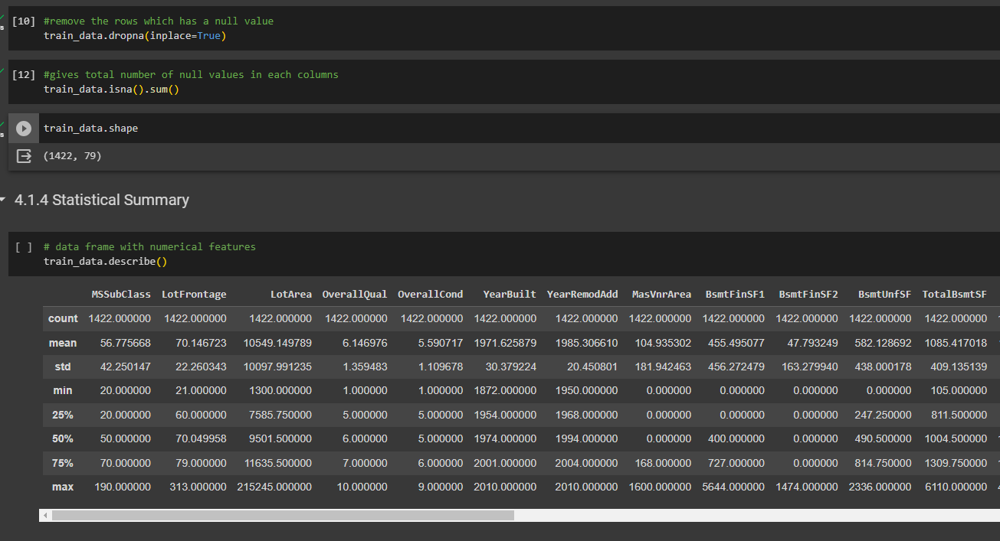 [10] #remove the rows which has a null value
train_data.dropna(inplace=True)
s
[12] #gives total number of null values in each columns
train_data.isna().sum()
train_data.shape
s
(1422, 79)
4.1.4 Statistical Summary
[ ] # data frame with numerical features
train_data.describe()
MSSubClass LotFrontage LotArea OverallQual OverallCond YearBuilt YearRemodAdd MasVnrArea BsmtFinSF1 BsmtFinSF2 BsmtUnfSF TotalBsmtSF
count 1422.000000 1422.000000 1422.000000 1422.000000 1422.000000 1422.000000 1422.000000 1422.000000 1422.000000 1422.000000 1422.000000 1422.000000
mean 56.775668 70.146723 10549.149789 6.146976 5.590717 1971.625879 1985.306610 104.935302 455.495077 47.793249 582.128692 1085.417018
std 42.250147 22.260343 10097.991235 1.359483 1.109678 30.379224 20.450801 181.942463 456.272479 163.279940 438.000178 409.135139
min 20.000000 21.000000 1300.000000 1.000000 1.000000 1872.000000 1950.000000 0.000000 0.000000 0.000000 0.000000 105.000000
25% 20.000000 60.000000 7585.750000 5.000000 5.000000 1954.000000 1968.000000 0.000000 0.000000 0.000000 247.250000 811.500000
50% 50.000000 70.049958 9501.500000 6.000000 5.000000 1974.000000 1994.000000 0.000000 400.000000 0.000000 490.500000 1004.500000
75% 70.000000 79.000000 11635.500000 7.000000 6.000000 2001.000000 2004.000000 168.000000 727.000000 0.000000 814.750000 1309.750000
max 190.000000 313.000000 215245.000000 10.000000 9.000000 2010.000000 2010.000000 1600.000000 5644.000000 1474.000000 2336.000000 6110.000000